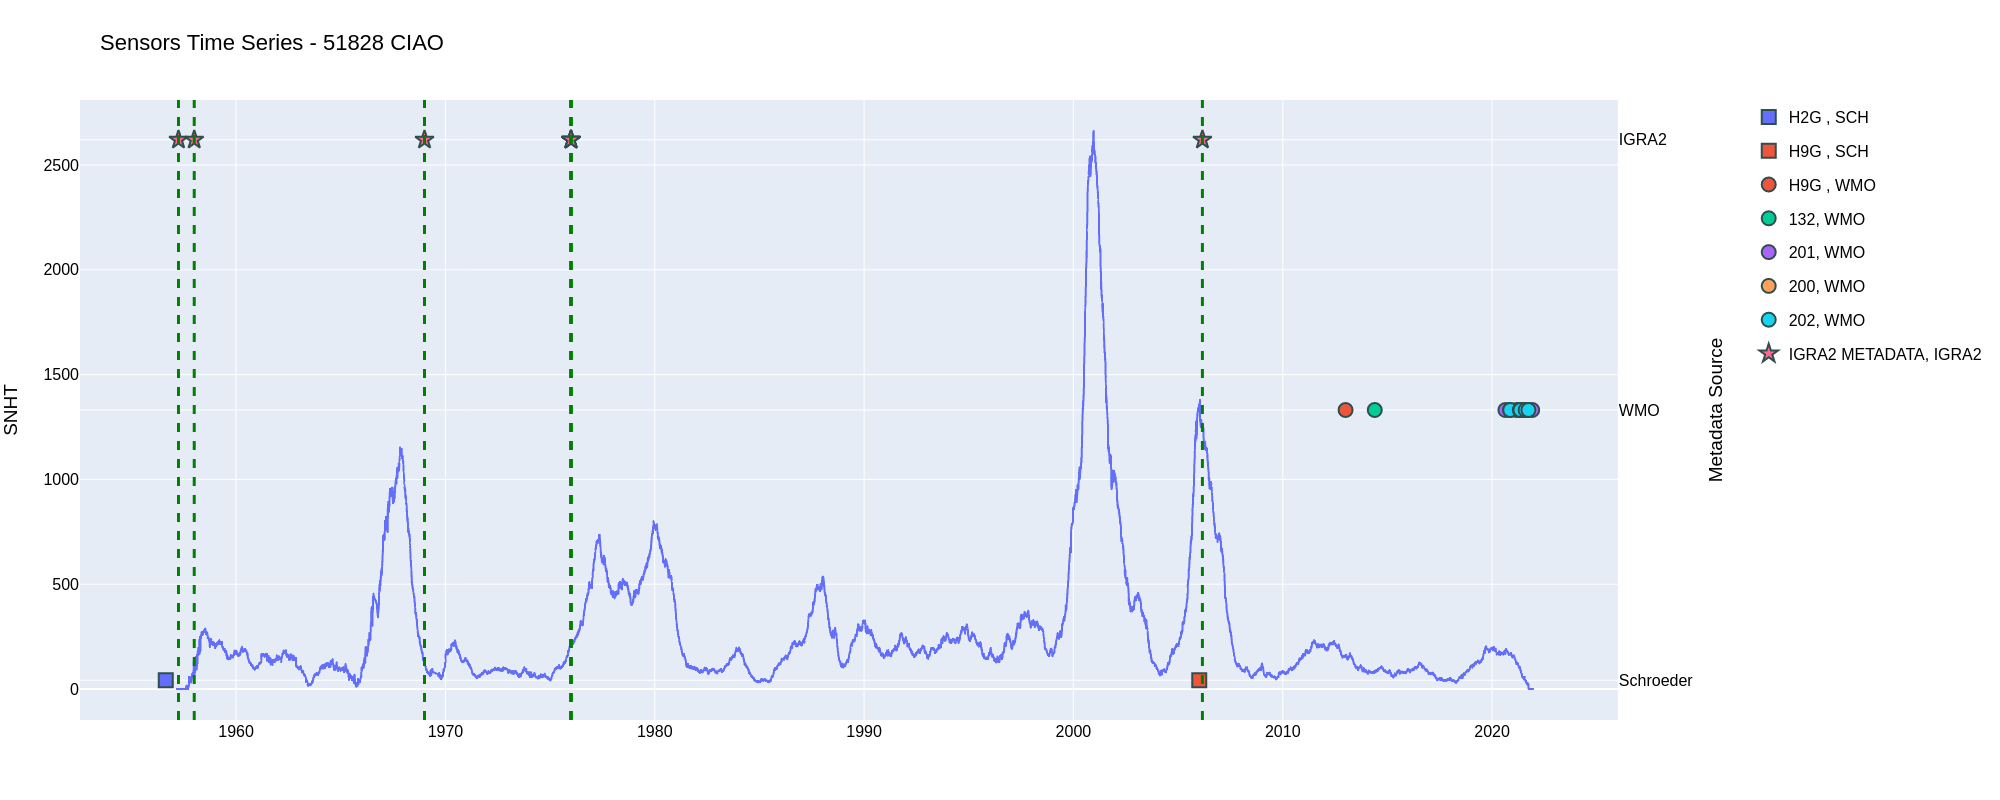 Sensors Time Series - 51828 CIAO
H2G , SCH
H9G , SCH
H9G , WMO
132, WMO
201, WMO
200, WMO
202, WMO
IGRA2 METADATA, IGRA2
SNHT
2500
2000
1500
1000
500
0
IGRA2
WMO
Schroeder
Metadata Source
1960
1970
1980
1990
2000
2010
2020